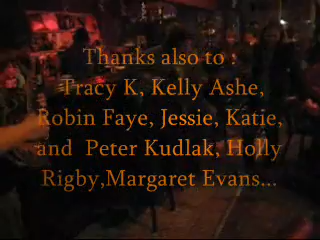 Thanks also to :
Tracy K, Kelly Ashe,
Robin Faye, Jessie, Katie,
and Peter Kudlak, Holly
Rigby,Margaret Evans...